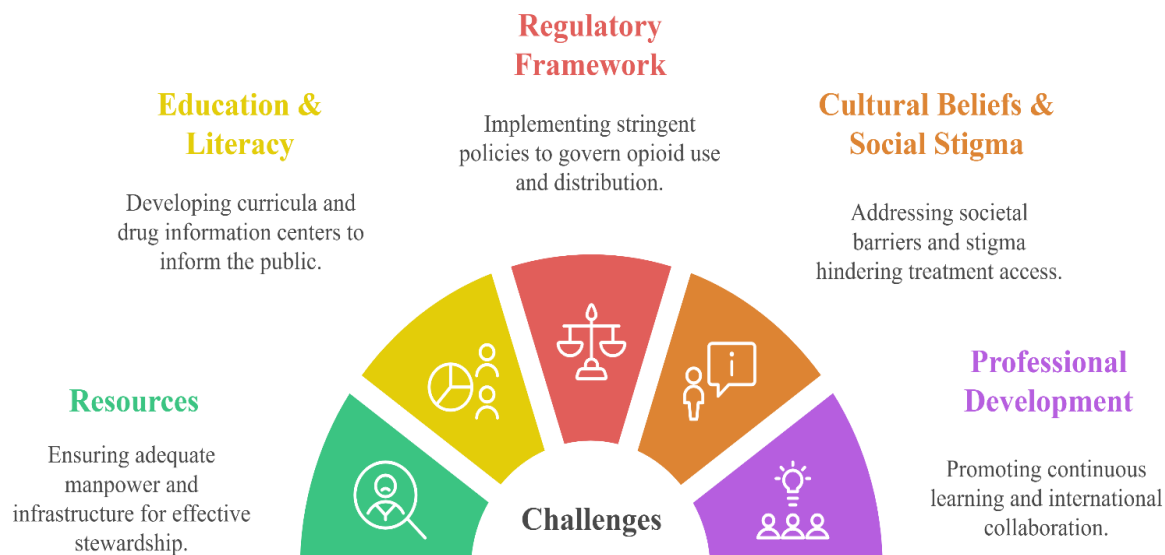 Regulatory
Framework
Implementing stringent
policies to govern opioid use
and distribution.
Education &
Literacy
Developing curricula and
drug information centers to
inform the public.
Cultural Beliefs &
Social Stigma
Addressing societal
barriers and stigma
hindering treatment access.
Resources
Ensuring adequate
manpower and
infrastructure for effective
stewardship.
Professional
Development
Promoting continuous
learning and international
collaboration.
i
Challenges